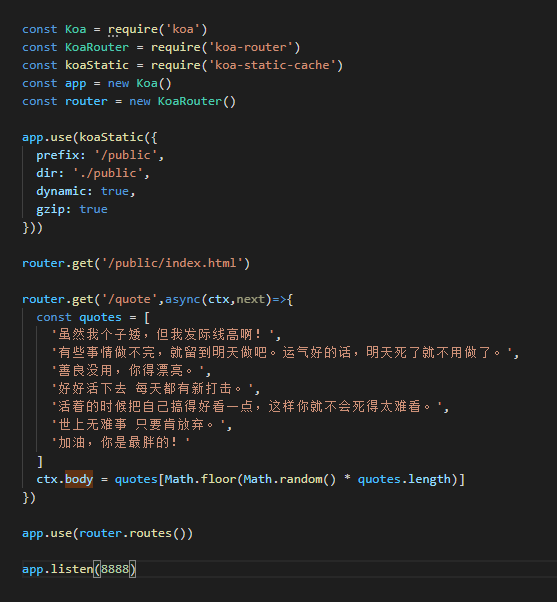 const Koa = require('koa')
const KoaRouter = require('koa-router')
const koaStatic = require('koa-static-cache')
const app = new Koa()
const router = new KoaRouter()
app.use(koaStatic({
  prefix: '/public',
  dir: './public',
  dynamic: true,
  gzip: true
}))
router.get('/public/index.html')
router.get('/quote',async(ctx,next)=>{
  const quotes = [
    '虽然我个子矮，但我发际线高啊！',
    '有些事情做不完，就留到明天做吧。运气好的话，明天死了就不用做了。',
    '善良没用，你得漂亮。',
    '好好活下去 每天都有新打击。',
    '活着的时候把自己搞得好看一点，这样你就不会死得太难看。',
    '世上无难事 只要肯放弃。',
    '加油，你是最胖的！'
  ]
  ctx.body = quotes[Math.floor(Math.random() * quotes.length)]
})
app.use(router.routes())
app.listen(8888)